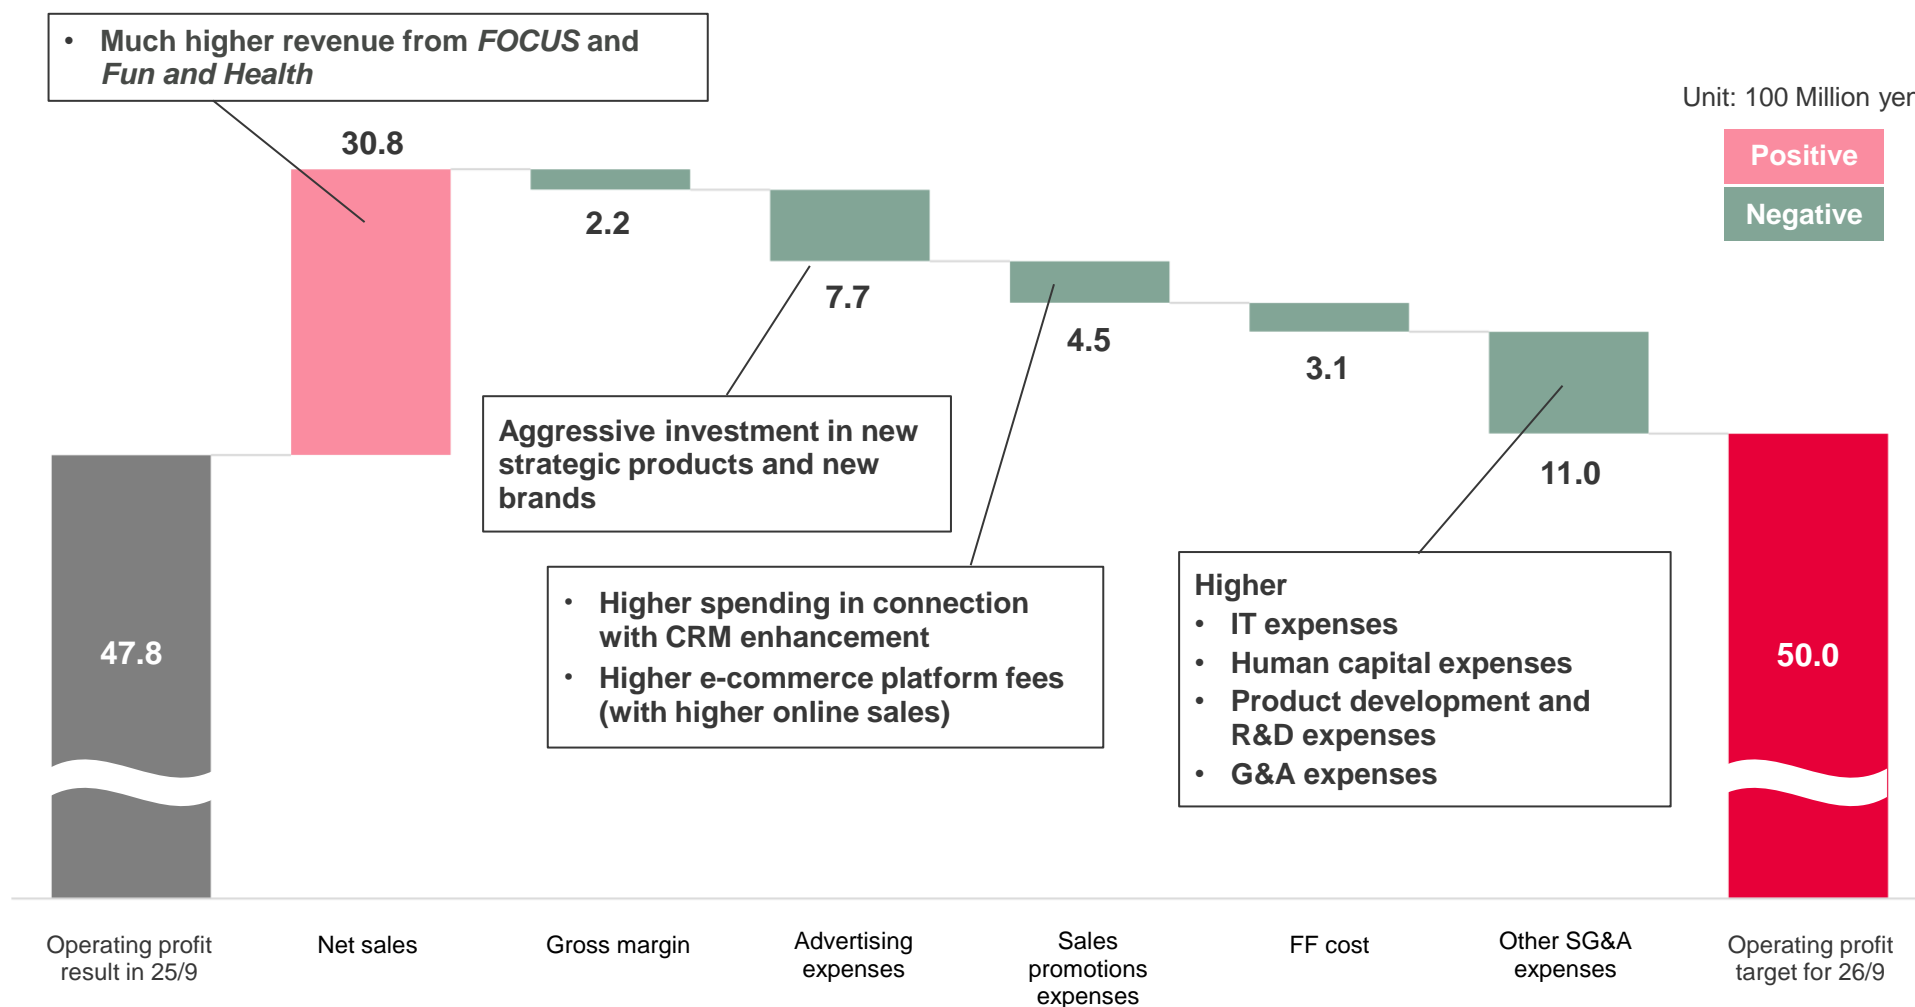 • Much higher revenue from FOCUS and
Fun and Health
Unit: 100 Million yen
Positive
Negative
30.8
2.2
7.7
4.5
3.1
11.0
47.8
50.0
Aggressive investment in new
strategic products and new
brands
• Higher spending in connection
with CRM enhancement
• Higher e-commerce platform fees
(with higher online sales)
Higher
• IT expenses
• Human capital expenses
• Product development and
R&D expenses
• G&A expenses
Operating profit
result in 25/9
Net sales
Gross margin
Advertising
expenses
Sales
promotions
expenses
FF cost
Other SG&A
expenses
Operating profit
target for 26/9